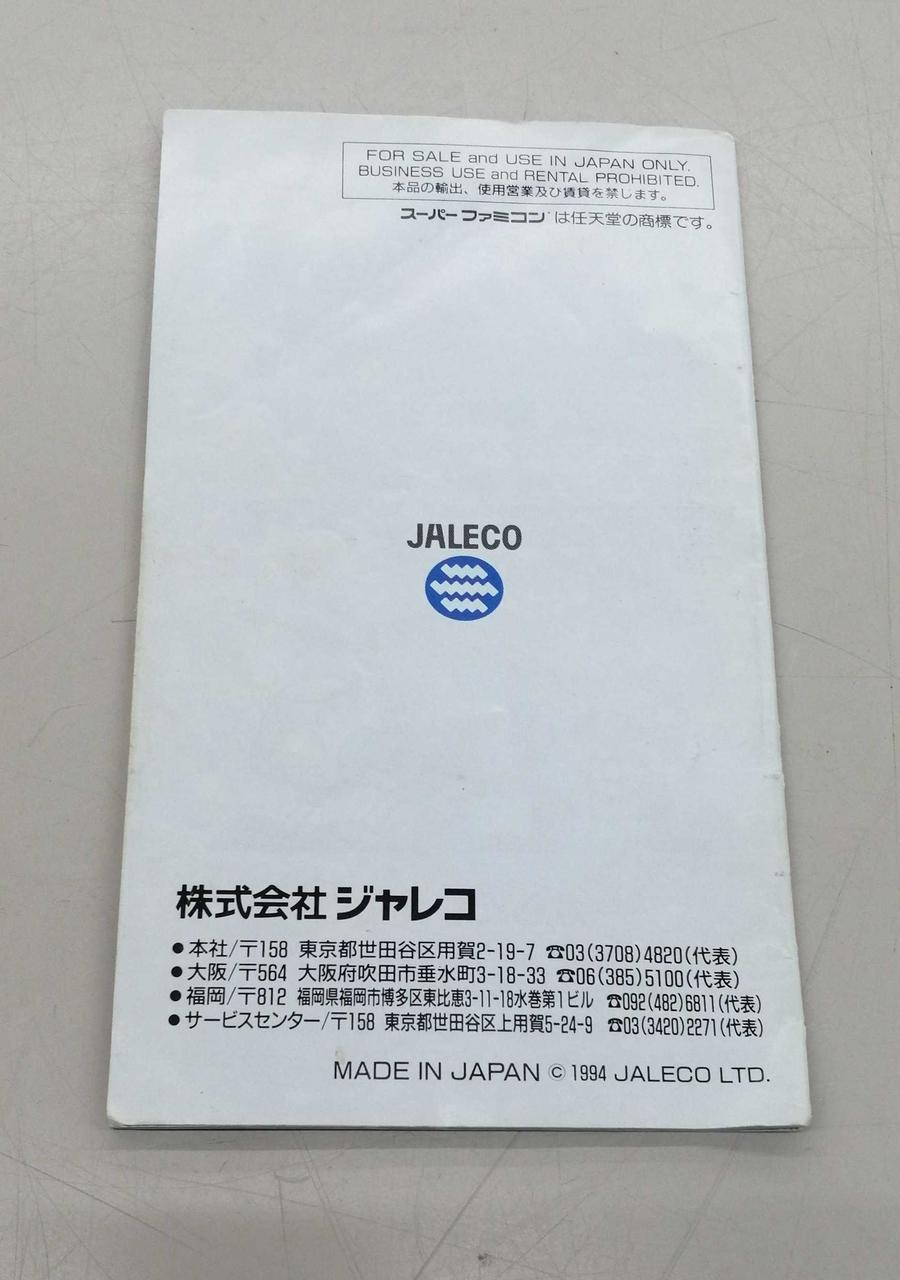 FOR SALE and USE IN JAPAN ONLY.
BUSINESS USE and RENTAL PROHIBITED.
本品の輸出、使用営業及び賃貸を禁じます。
スーパーファミコン は任天堂の商標です。
JALECO
株式会社 ジャレコ
●本社/〒158 東京都世田谷区用賀2-19-7 ☎03(3708)4820(代表)
●大阪/〒564 大阪府吹田市垂水町3-18-33 ☎06(385)5100(代表)
●福岡/〒812 福岡県福岡市博多区東比恵3-11-18水巻第1ビル ☎092(482)6811(代表)
●サービスセンター/〒158 東京都世田谷区上用賀5-24-9 ☎03(3420)2271(代表)
MADE IN JAPAN © 1994 JALECO LTD.